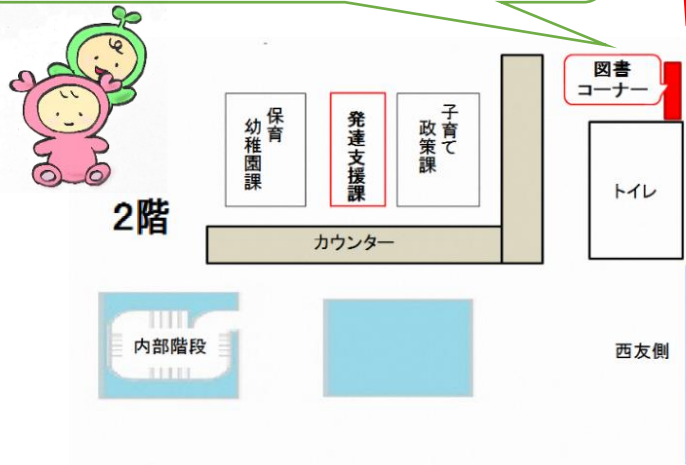 図書
コーナー
保育
幼稚園課
発達支援課
子育て
政策課
トイレ
2階
カウンター
内部階段
西友側